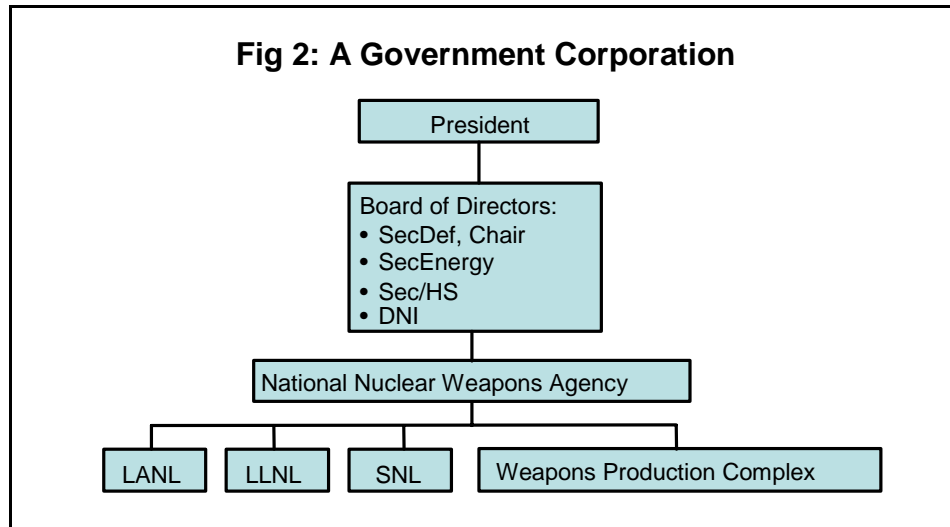 Fig 2: A Government Corporation
President
Board of Directors:
• SecDef, Chair
• SecEnergy
• Sec/HS
• DNI
National Nuclear Weapons Agency
LANL
LLNL
SNL
Weapons Production Complex